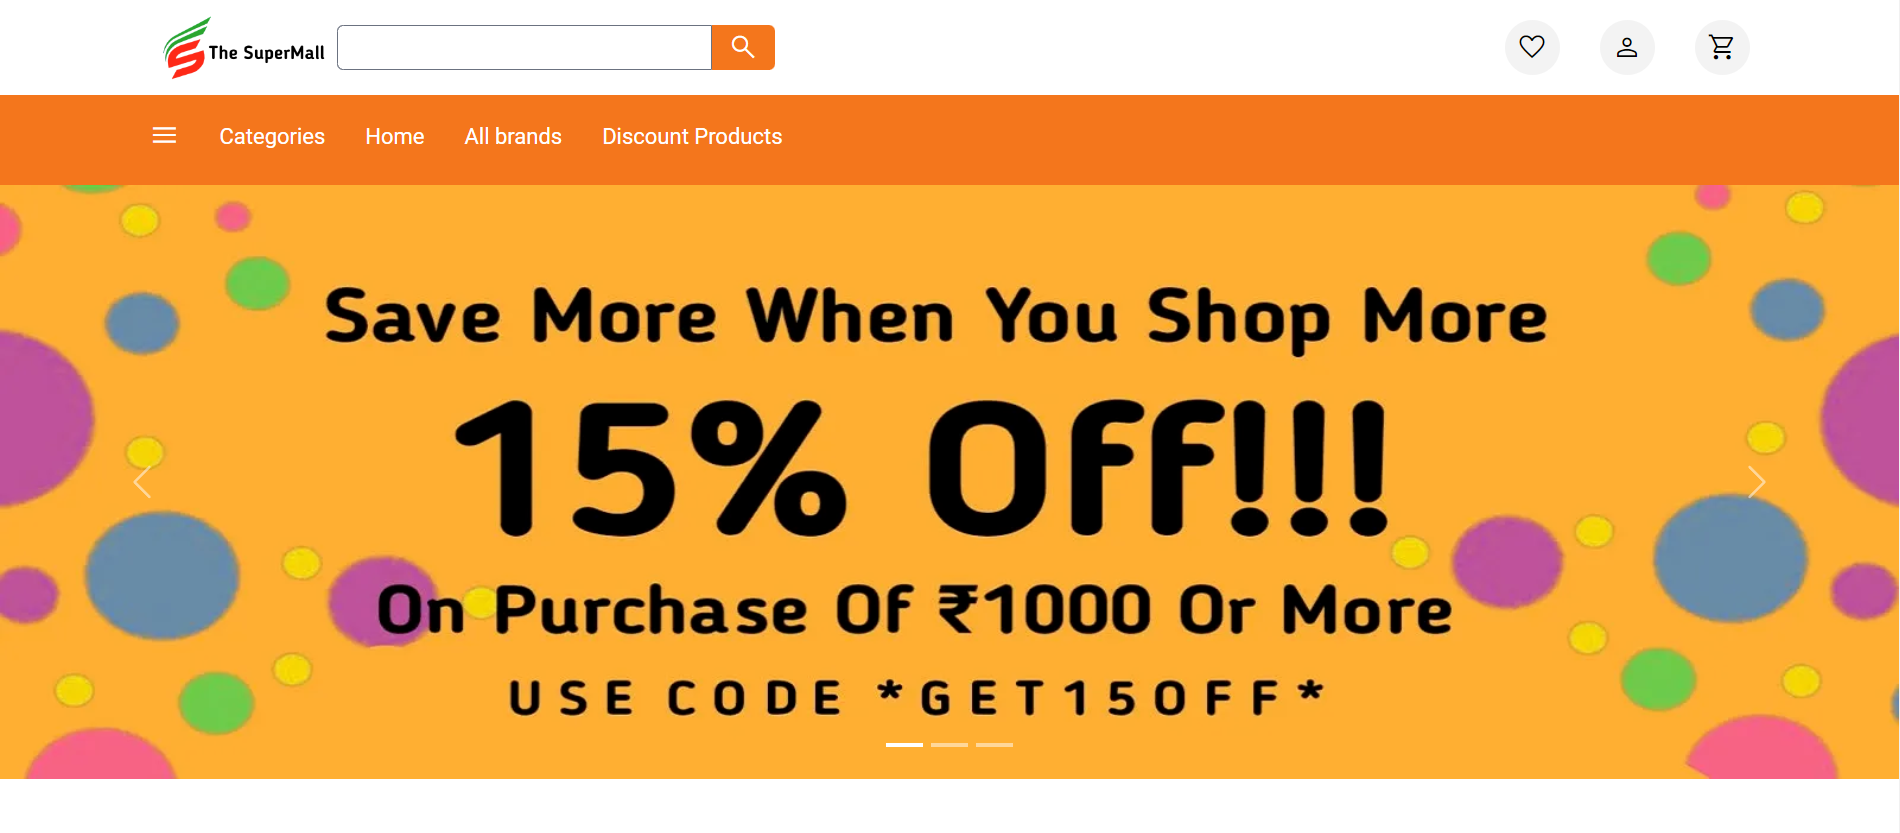 The SuperMall
Categories Home All brands Discount Products
Save More When You Shop More
15% Off!!!
On Purchase Of ₹1000 Or More
USE CODE *GET15OFF*